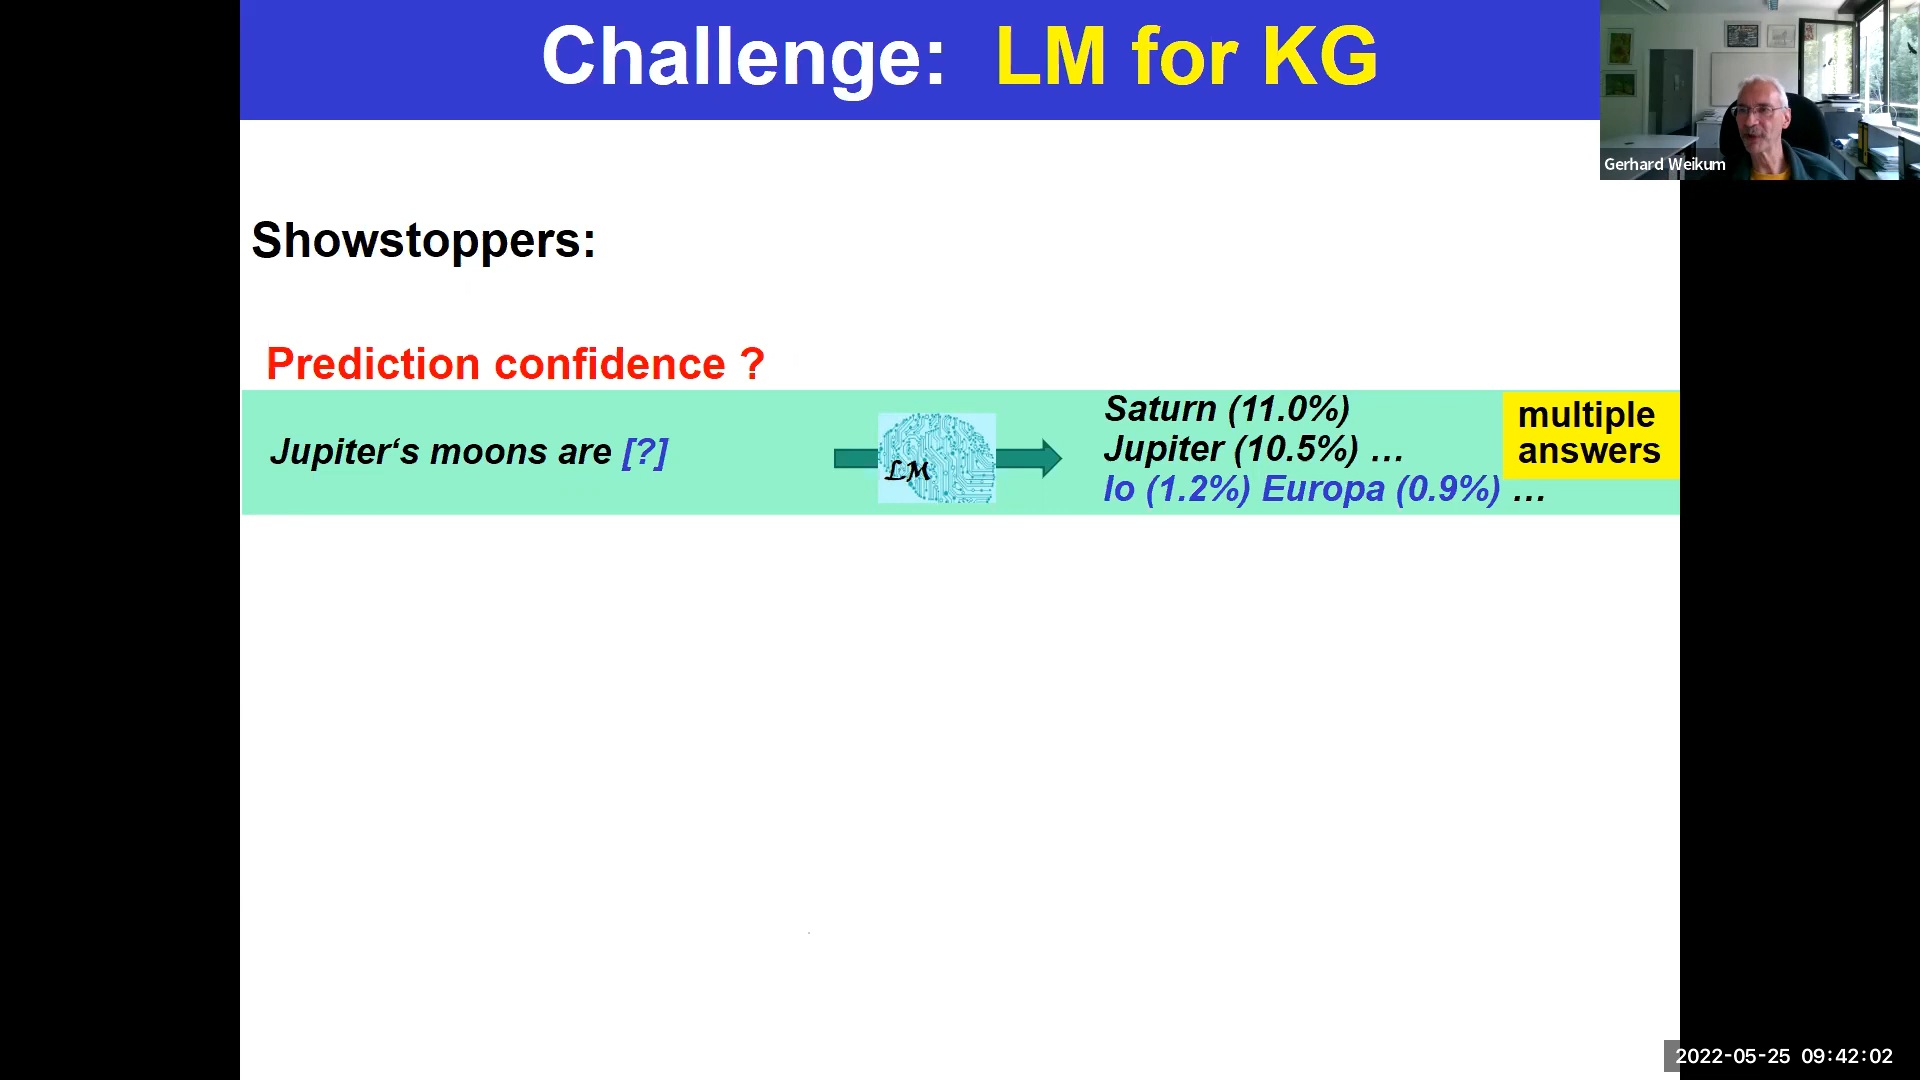 Challenge: LM for KG
Gerhard Weikum
Showstoppers:
Prediction confidence ?
Jupiter‘s moons are [?]
LM
Saturn (11.0%)
Jupiter (10.5%) …
Io (1.2%) Europa (0.9%) …
multiple
answers
2022-05-25 09:42:02